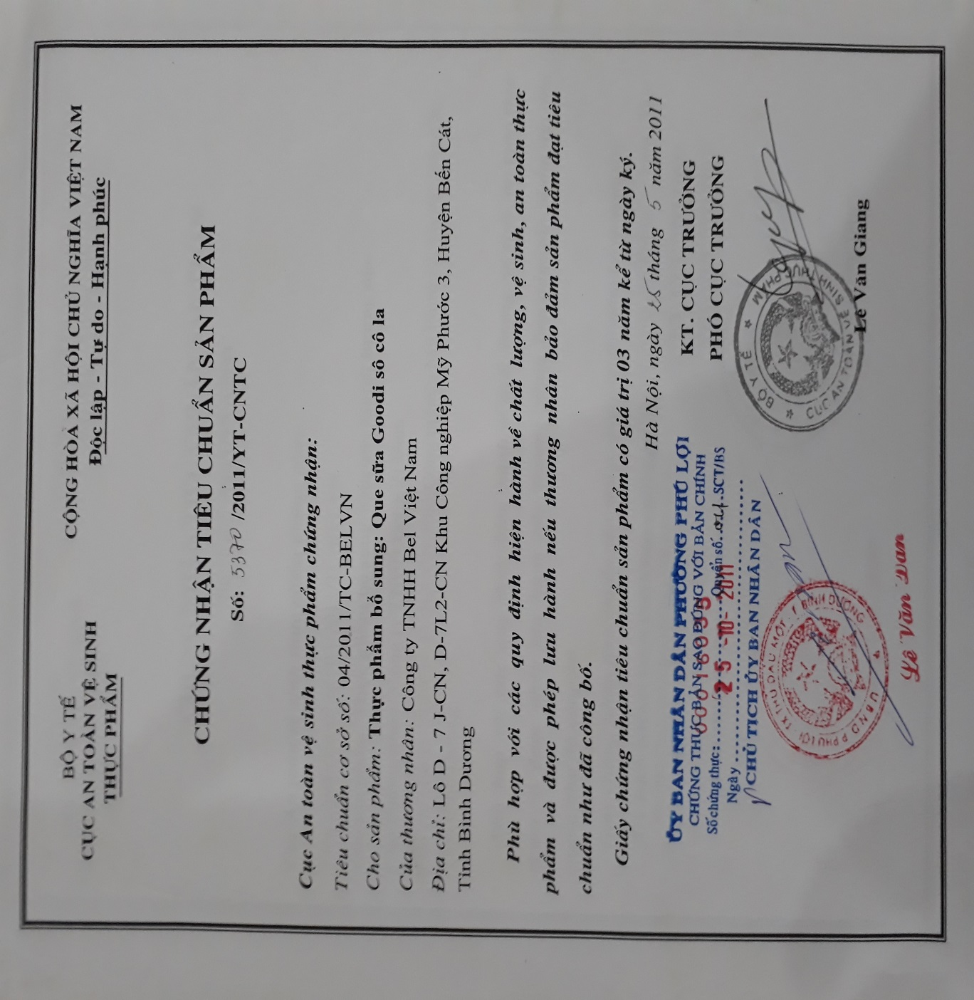 BỘ Y TẾ
CỤC AN TOÀN VỆ SINH
THỰC PHẨM
CỘNG HÒA XÃ HỘI CHỦ NGHĨA VIỆT NAM
Độc lập - Tự do - Hạnh phúc
CHỨNG NHẬN TIÊU CHUẨN SẢN PHẨM
Số: 5370 /2011/YT-CNTC
Cục An toàn vệ sinh thực phẩm chứng nhận:
Tiêu chuẩn cơ sở số: 04/2011/TC-BELVN
Cho sản phẩm: Thực phẩm bổ sung: Que sữa Goodi sô cô la
Của thương nhân: Công ty TNHH Bel Việt Nam
Địa chỉ: Lô D - 7 J-CN, D-7L2-CN Khu Công nghiệp Mỹ Phước 3, Huyện Bến Cát,
Tỉnh Bình Dương
Phù hợp với các quy định hiện hành về chất lượng, vệ sinh, an toàn thực
phẩm và được phép lưu hành nếu thương nhân bảo đảm sản phẩm đạt tiêu
chuẩn như đã công bố.
Giấy chứng nhận tiêu chuẩn sản phẩm có giá trị 03 năm kể từ ngày ký.
Hà Nội, ngày 25 tháng 5 năm 2011
KT. CỤC TRƯỞNG
PHÓ CỤC TRƯỞNG
BỘ Y TẾ
CỤC AN TOÀN VỆ SINH THỰC PHẨM
Lê Văn Giang
ỦY BAN NHÂN DÂN PHƯỜNG PHÚ LỢI
CHỨNG THỰC BẢN SAO ĐÚNG VỚI BẢN CHÍNH
Số chứng thực: Quyển số: SCT/BS
Ngày 25 -10- 2011
CHỦ TỊCH ỦY BAN NHÂN DÂN
U.B.N.D P PHÚ LỢI TX THỦ DẦU MỘT T BÌNH DƯƠNG
Lê Văn Dan